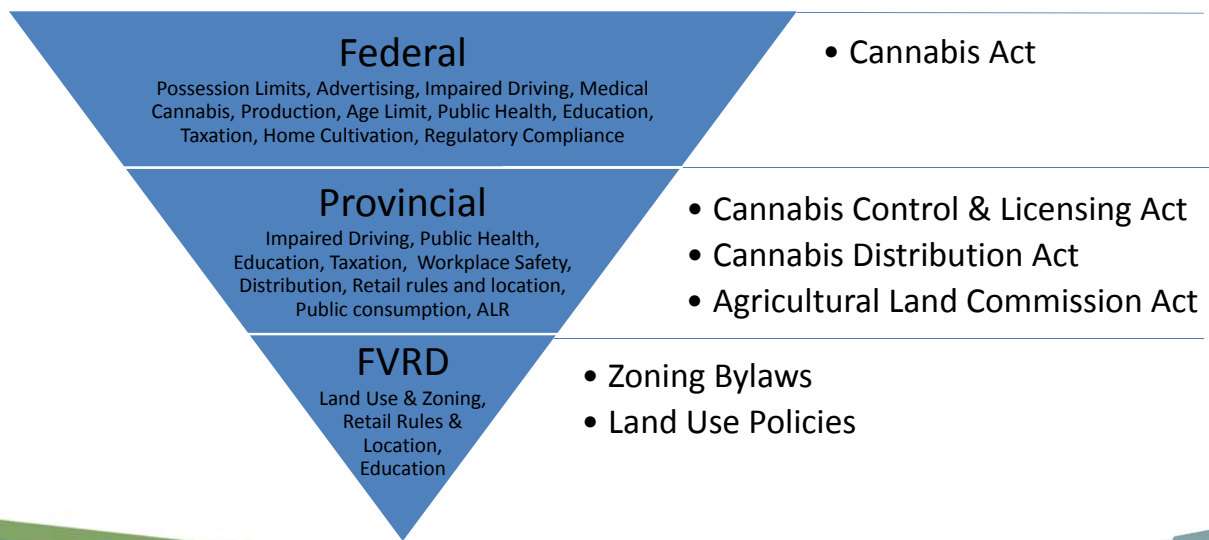 Federal
Possession Limits, Advertising, Impaired Driving, Medical
Cannabis, Production, Age Limit, Public Health, Education,
Taxation, Home Cultivation, Regulatory Compliance
• Cannabis Act
Provincial
Impaired Driving, Public Health,
Education, Taxation, Workplace Safety,
Distribution, Retail rules and location,
Public consumption, ALR
• Cannabis Control & Licensing Act
• Cannabis Distribution Act
• Agricultural Land Commission Act
FVRD
Land Use & Zoning,
Retail Rules &
Location,
Education
• Zoning Bylaws
• Land Use Policies